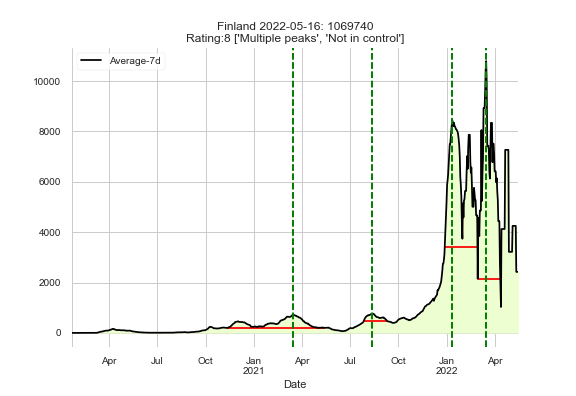 Finland 2022-05-16: 1069740
Rating:8 ['Multiple peaks', 'Not in control']
Average-7d
10000
8000
6000
4000
2000
0
Apr
Jul
Oct
Jan
2021
Apr
Jul
Oct
Jan
2022
Apr
Date